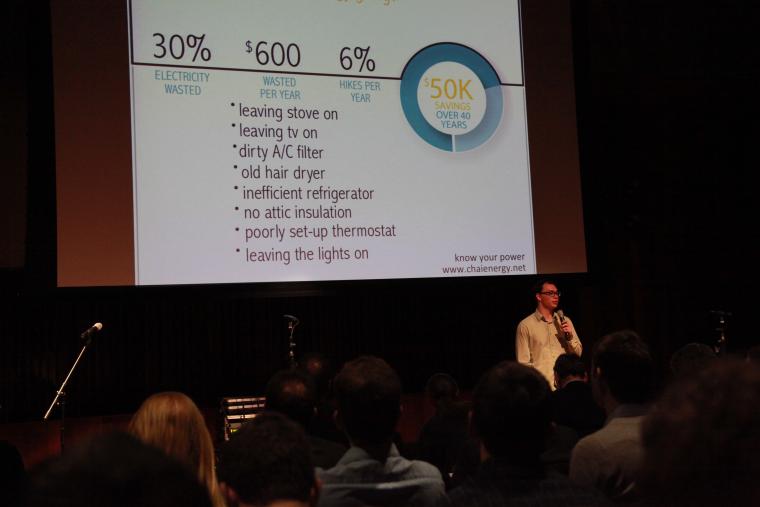 30%
ELECTRICITY
WASTED
$600
WASTED
PER YEAR
6%
HIKES PER
YEAR
$50K
SAVINGS
OVER 40
YEARS
• leaving stove on
• leaving tv on
• dirty A/C filter
• old hair dryer
• inefficient refrigerator
• no attic insulation
• poorly set-up thermostat
• leaving the lights on
know your power
www.chaienergy.net